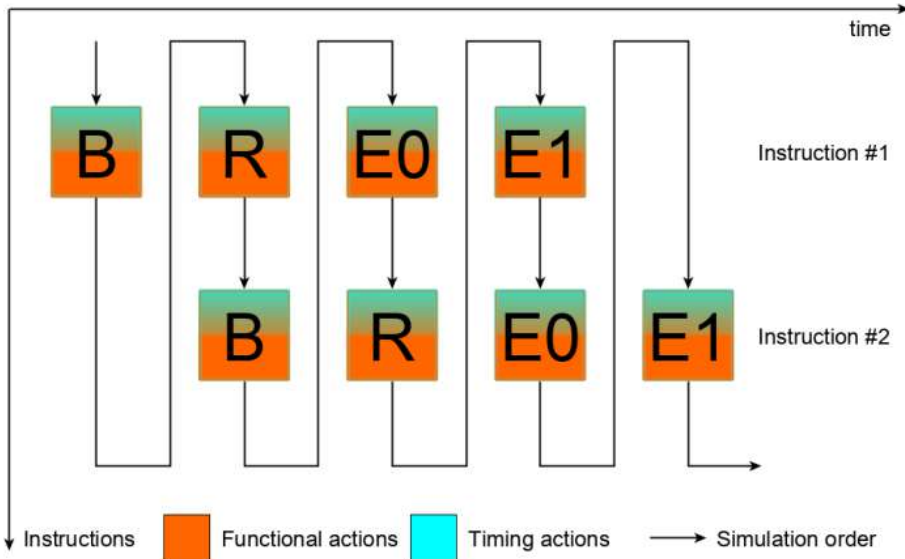 time
B R E0 E1 Instruction #1
B R E0 E1 Instruction #2
Instructions Functional actions Timing actions Simulation order